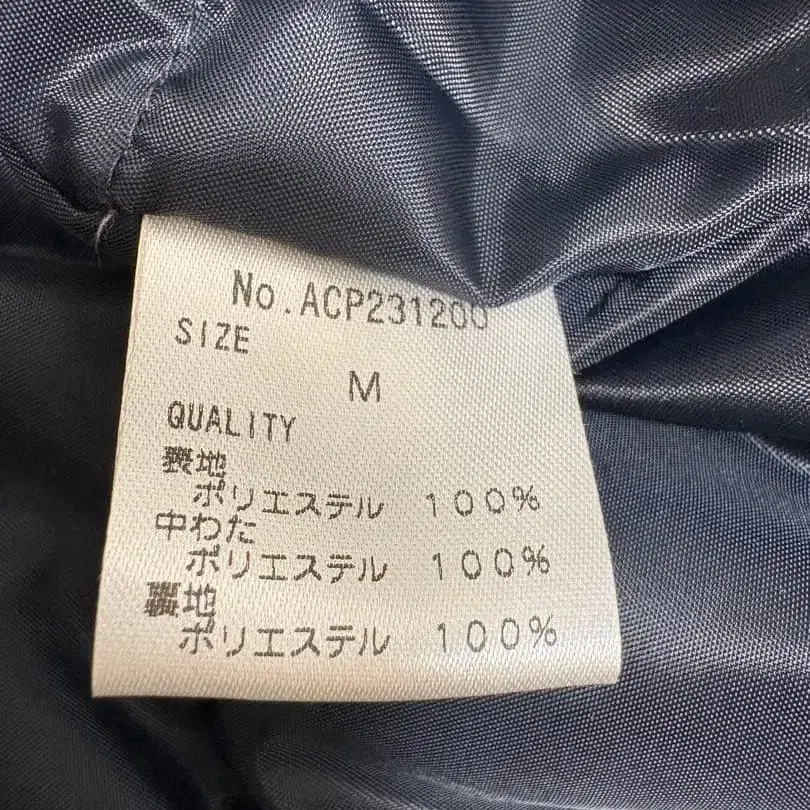 No.ACP231200
SIZE
M
QUALITY
表地
ポリエステル 100%
中わた
ポリエステル 100%
裏地
ポリエステル 100%